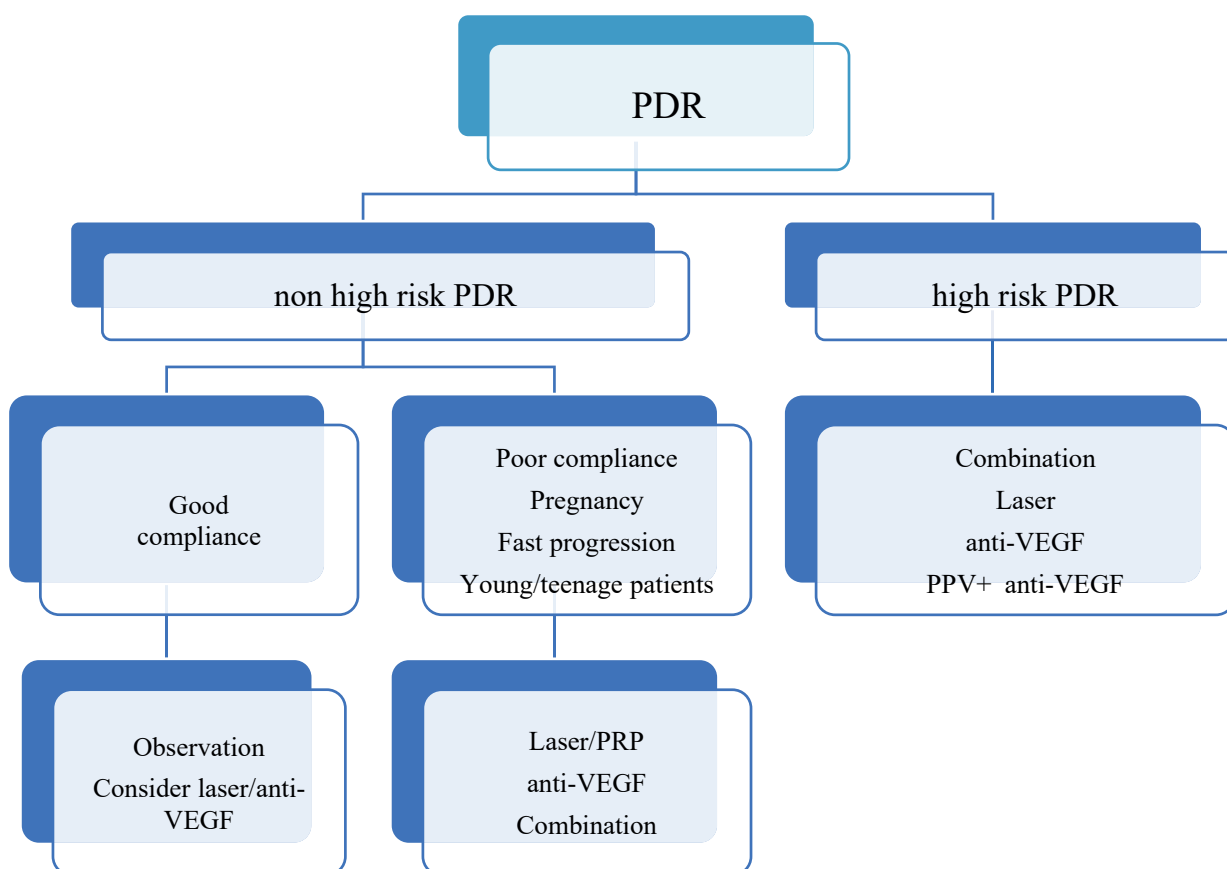 PDR
non high risk PDR
high risk PDR
Good
compliance
Poor compliance
Pregnancy
Fast progression
Young/teenage patients
Combination
Laser
anti-VEGF
PPV+ anti-VEGF
Observation
Consider laser/anti-
VEGF
Laser/PRP
anti-VEGF
Combination